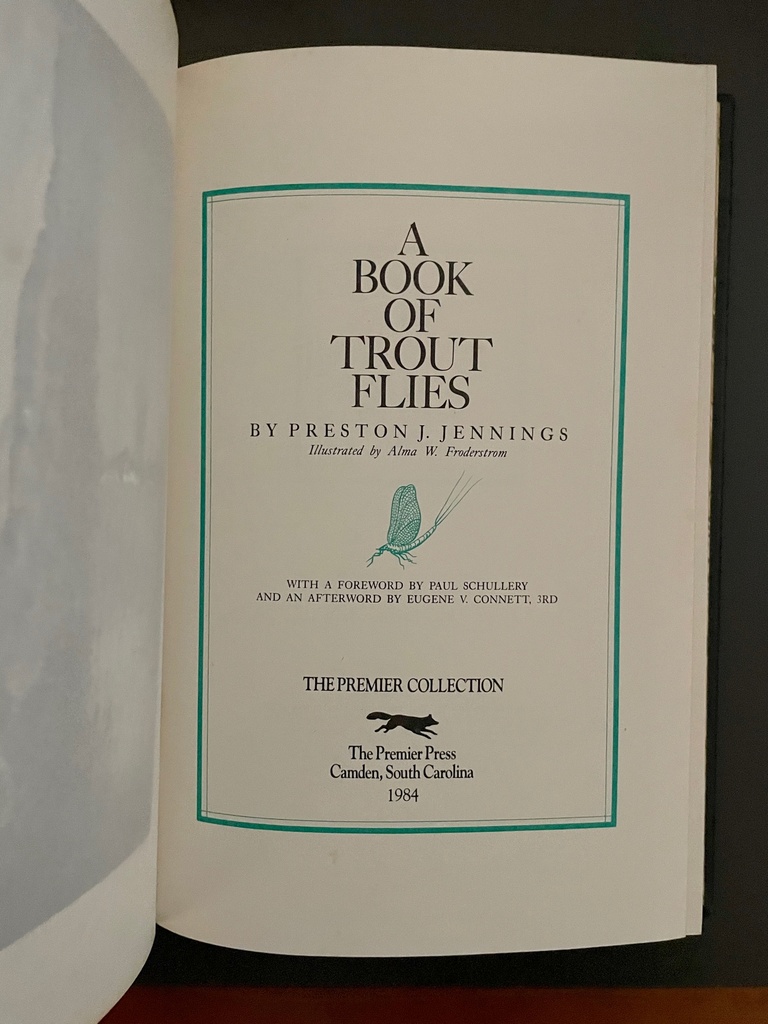 A
BOOK
OF
TROUT
FLIES
BY PRESTON J. JENNINGS
Illustrated by Alma W. Froderstrom
WITH A FOREWORD BY PAUL SCHULLERY
AND AN AFTERWORD BY EUGENE V. CONNETT, 3RD
THE PREMIER COLLECTION
The Premier Press
Camden, South Carolina
1984